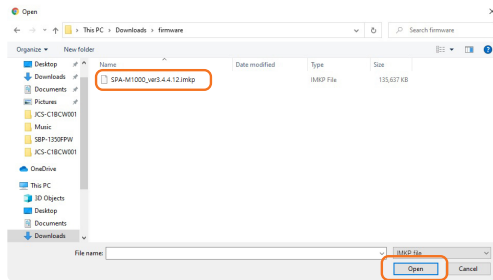 Open
This PC > Downloads > firmware
Search firmware
Organize
New folder
Name
Date modified
Type
Size
Desktop
Downloads
Documents
Pictures
JCS-C1BCW001
Music
SBP-1350FPW
JCS-C1BCW001
OneDrive
This PC
3D Objects
Desktop
Documents
Downloads
SPA-M1000_ver3.4.4.12.imkp
IMKP File
135,637 KB
File name:
IMKP file
Open
Cancel